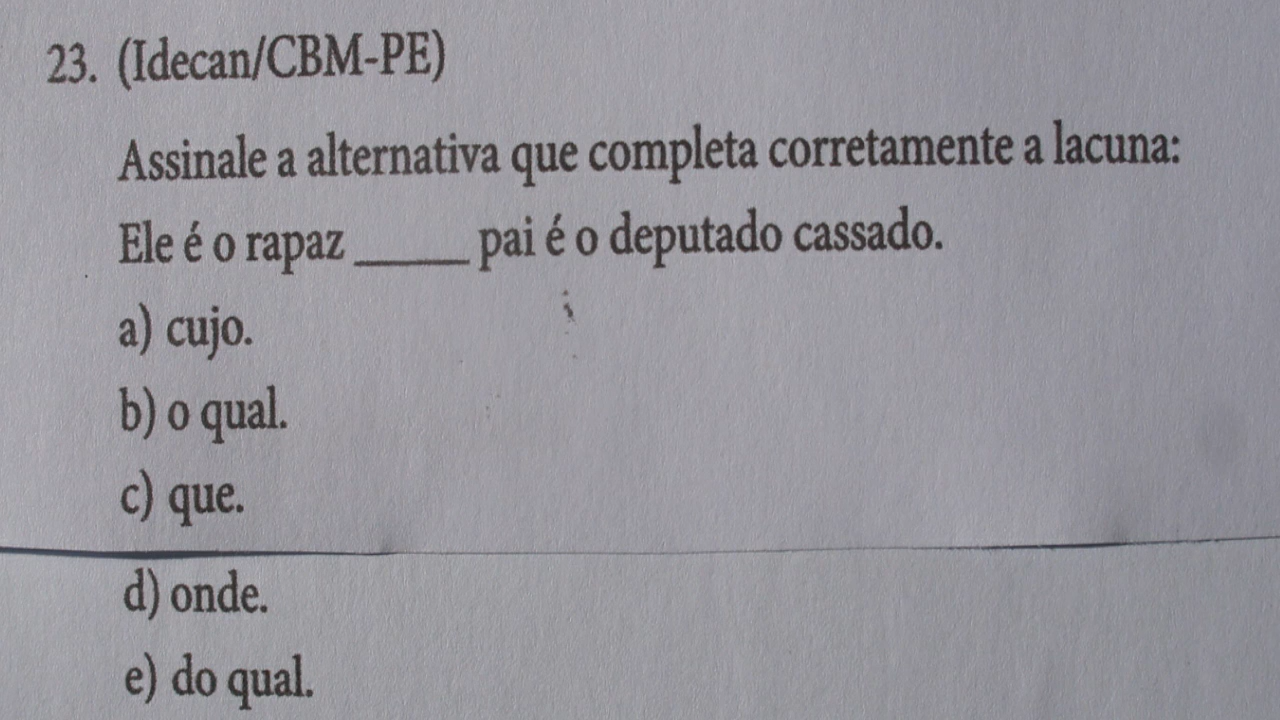 23. (Idecan/CBM-PE)
Assinale a alternativa que completa corretamente a lacuna:
Ele é o rapaz _____ pai é o deputado cassado.
a) cujo.
b) o qual.
c) que.
d) onde.
e) do qual.